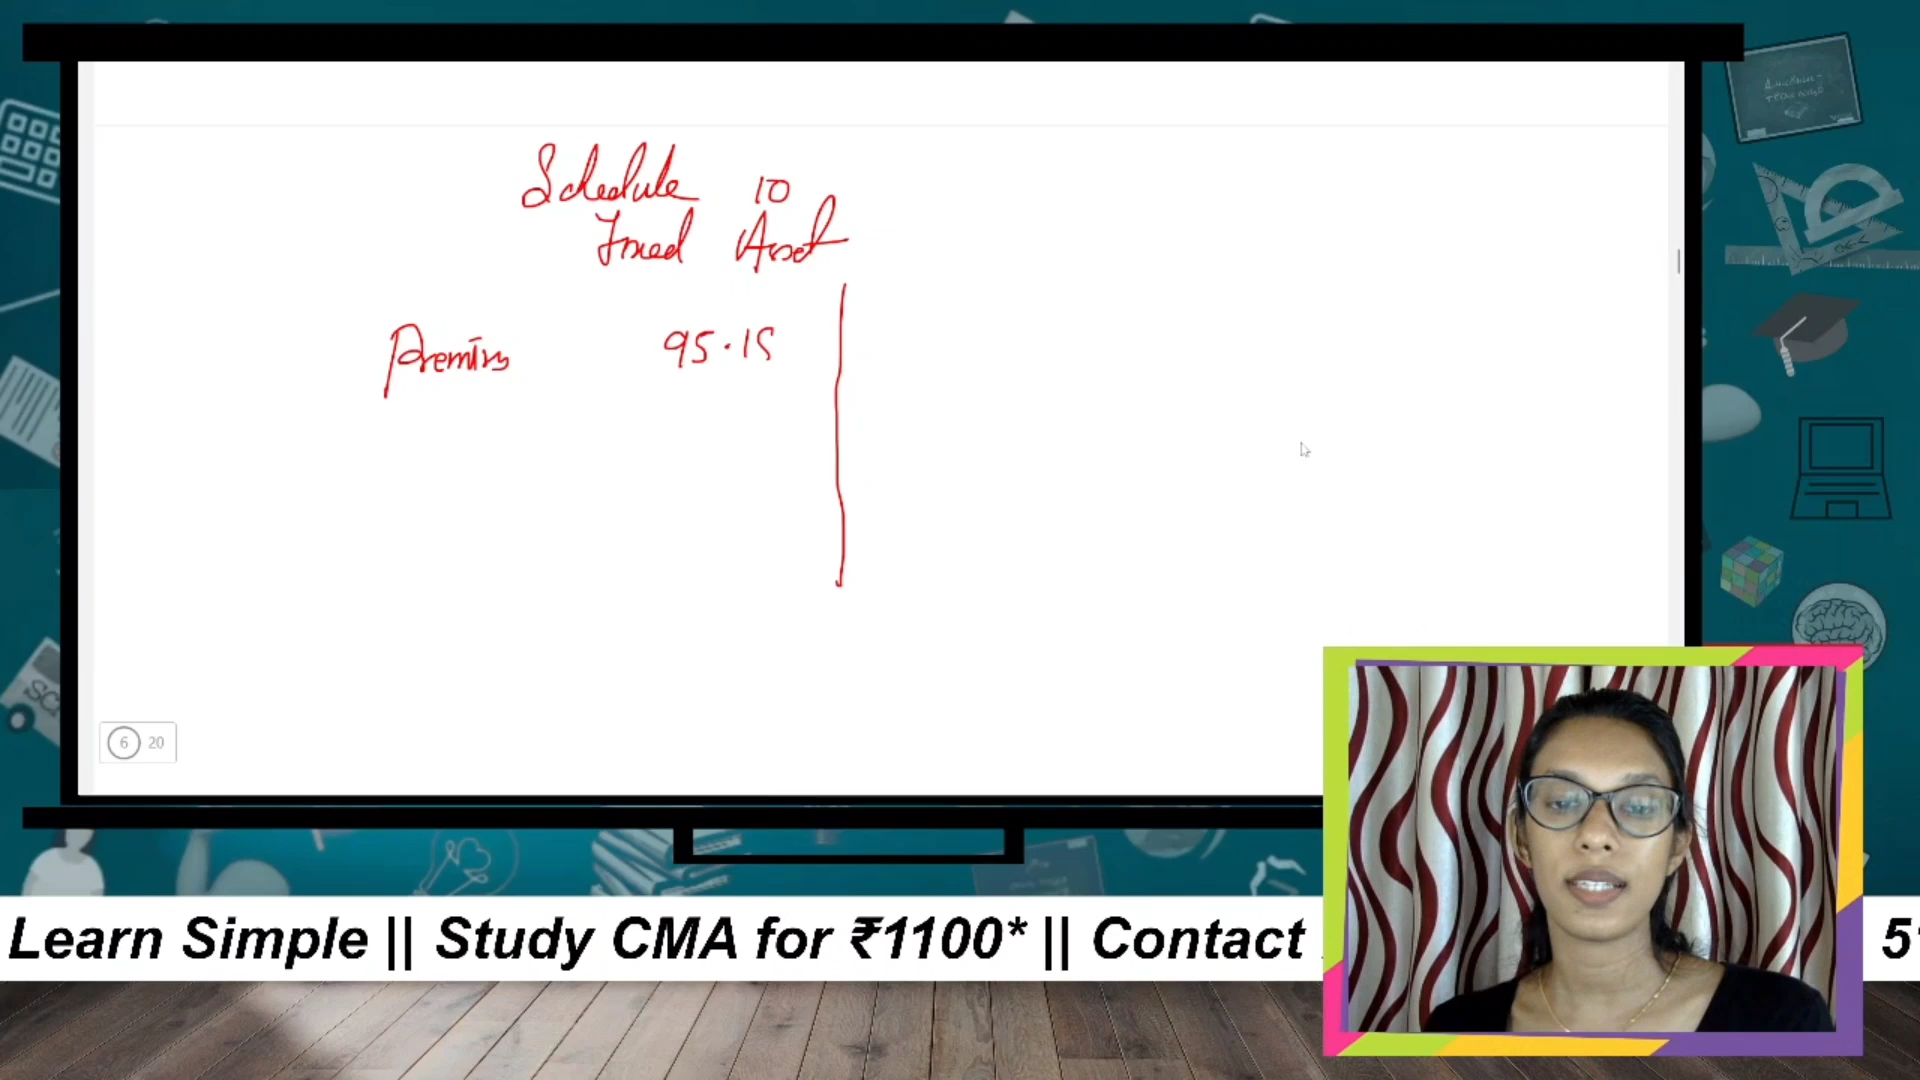 Schedule 10
Fixed Asset
Premises 95.15
6 20
Learn Simple || Study CMA for ₹1100* || Contact